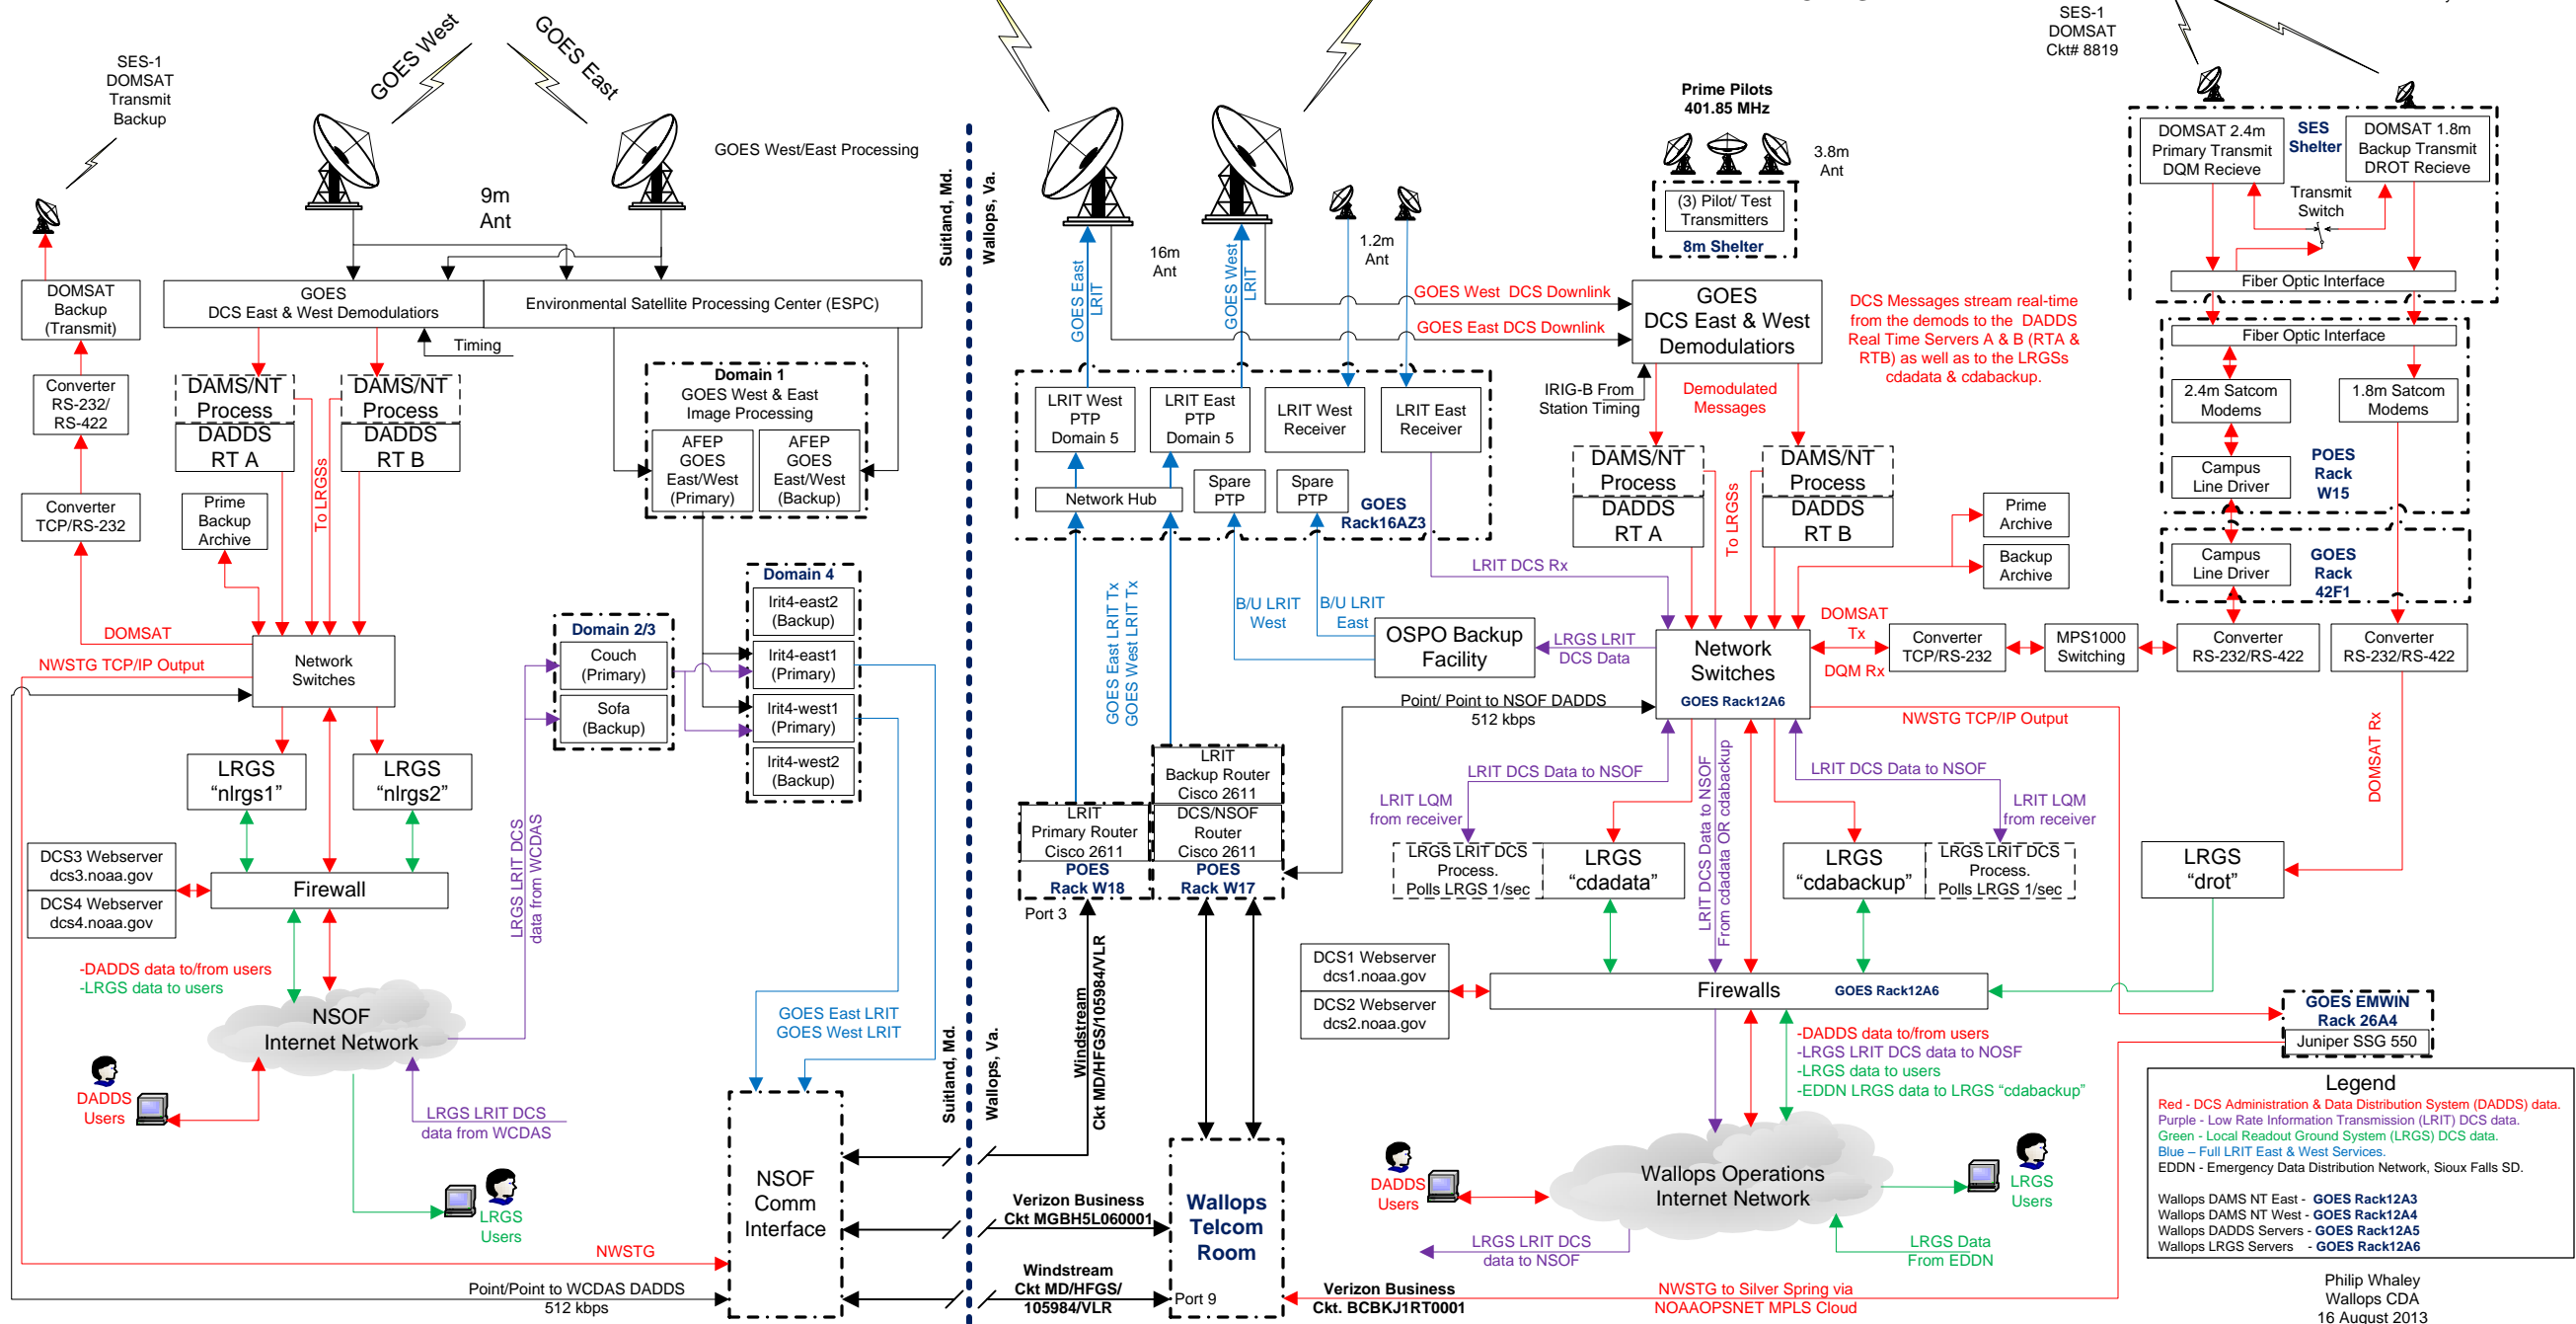 SES-1
DOMSAT
Transmit
Backup
GOES West
GOES East
9m
Ant
GOES West/East Processing
DOMSAT
Backup
(Transmit)
GOES
DCS East & West Demodulatiors
Environmental Satellite Processing Center (ESPC)
Timing
Converter
RS-232/
RS-422
DAMS/NT
Process
DADDS
RT A
DAMS/NT
Process
DADDS
RT B
To LRGSs
Domain 1
GOES West & East
Image Processing
AFEP
GOES
East/West
(Primary)
AFEP
GOES
East/West
(Backup)
Converter
TCP/RS-232
Prime
Backup
Archive
Domain 4
lrit4-east2
(Backup)
lrit4-east1
(Primary)
lrit4-west1
(Primary)
lrit4-west2
(Backup)
Domain 2/3
Couch
(Primary)
Sofa
(Backup)
DOMSAT
NWSTG TCP/IP Output
Network
Switches
LRGS
“nlrgs1”
LRGS
“nlrgs2”
LRGS LRIT DCS
data from WCDAS
DCS3 Webserver
dcs3.noaa.gov
DCS4 Webserver
dcs4.noaa.gov
Firewall
-DADDS data to/from users
-LRGS data to users
NSOF
Internet Network
DADDS
Users
LRGS LRIT DCS
data from WCDAS
LRGS
Users
GOES East LRIT
GOES West LRIT
NSOF
Comm
Interface
NWSTG
Point/Point to WCDAS DADDS
512 kbps
Suitland, Md.
Wallops, Va.
Suitland, Md.
Wallops, Va.
16m
Ant
1.2m
Ant
GOES East
LRIT
GOES West
LRIT
Prime Pilots
401.85 MHz
3.8m
Ant
(3) Pilot/ Test
Transmitters
8m Shelter
GOES West  DCS Downlink
GOES East DCS Downlink
GOES
DCS East & West
Demodulatiors
DCS Messages stream real-time
from the demods to the  DADDS
Real Time Servers A & B (RTA &
RTB) as well as to the LRGSs
cdadata & cdabackup.
IRIG-B From
Station Timing
Demodulated
Messages
LRIT West
PTP
Domain 5
LRIT East
PTP
Domain 5
LRIT West
Receiver
LRIT East
Receiver
Network Hub
Spare
PTP
Spare
PTP
GOES
Rack16AZ3
DAMS/NT
Process
DADDS
RT A
DAMS/NT
Process
DADDS
RT B
To LRGSs
Prime
Archive
Backup
Archive
LRIT DCS Rx
GOES East LRIT Tx
GOES West LRIT Tx
B/U LRIT
West
B/U LRIT
East
OSPO Backup
Facility
LRGS LRIT
DCS Data
Network
Switches
GOES Rack12A6
DOMSAT
Tx
DQM Rx
Converter
TCP/RS-232
MPS1000
Switching
Converter
RS-232/RS-422
Converter
RS-232/RS-422
Point/ Point to NSOF DADDS
512 kbps
NWSTG TCP/IP Output
LRIT
Backup Router
Cisco 2611
LRIT
Primary Router
Cisco 2611
POES
Rack W18
DCS/NSOF
Router
Cisco 2611
POES
Rack W17
Port 3
LRIT DCS Data to NSOF
LRIT LQM
from receiver
LRIT DCS Data to NSOF
From cdadata OR cdabackup
LRIT DCS Data to NSOF
LRIT LQM
from receiver
LRGS LRIT DCS
Process.
Polls LRGS 1/sec
LRGS
“cdadata”
LRGS
“cdabackup”
LRGS LRIT DCS
Process.
Polls LRGS 1/sec
LRGS
“drot”
DOMSAT Rx
DCS1 Webserver
dcs1.noaa.gov
DCS2 Webserver
dcs2.noaa.gov
Firewalls
GOES Rack12A6
-DADDS data to/from users
-LRGS LRIT DCS data to NOSF
-LRGS data to users
-EDDN LRGS data to LRGS “cdabackup”
Windstream
Ckt MD/HFGS/105984/VLR
Verizon Business
Ckt MGBH5L060001
Windstream
Ckt MD/HFGS/
105984/VLR
Wallops
Telcom
Room
Port 9
DADDS
Users
Wallops Operations
Internet Network
LRGS
Users
LRGS LRIT DCS
data to NSOF
LRGS Data
From EDDN
Verizon Business
Ckt. BCBKJ1RT0001
NWSTG to Silver Spring via
NOAAOPSNET MPLS Cloud
SES-1
DOMSAT
Ckt# 8819
DOMSAT 2.4m
Primary Transmit
DQM Recieve
SES
Shelter
DOMSAT 1.8m
Backup Transmit
DROT Recieve
Transmit
Switch
Fiber Optic Interface
Fiber Optic Interface
2.4m Satcom
Modems
1.8m Satcom
Modems
Campus
Line Driver
POES
Rack
W15
Campus
Line Driver
GOES
Rack
42F1
GOES EMWIN
Rack 26A4
Juniper SSG 550
Legend
Red - DCS Administration & Data Distribution System (DADDS) data.
Purple - Low Rate Information Transmission (LRIT) DCS data.
Green - Local Readout Ground System (LRGS) DCS data.
Blue – Full LRIT East & West Services.
EDDN - Emergency Data Distribution Network, Sioux Falls SD.
Wallops DAMS NT East - GOES Rack12A3
Wallops DAMS NT West - GOES Rack12A4
Wallops DADDS Servers - GOES Rack12A5
Wallops LRGS Servers - GOES Rack12A6
Philip Whaley
Wallops CDA
16 August 2013